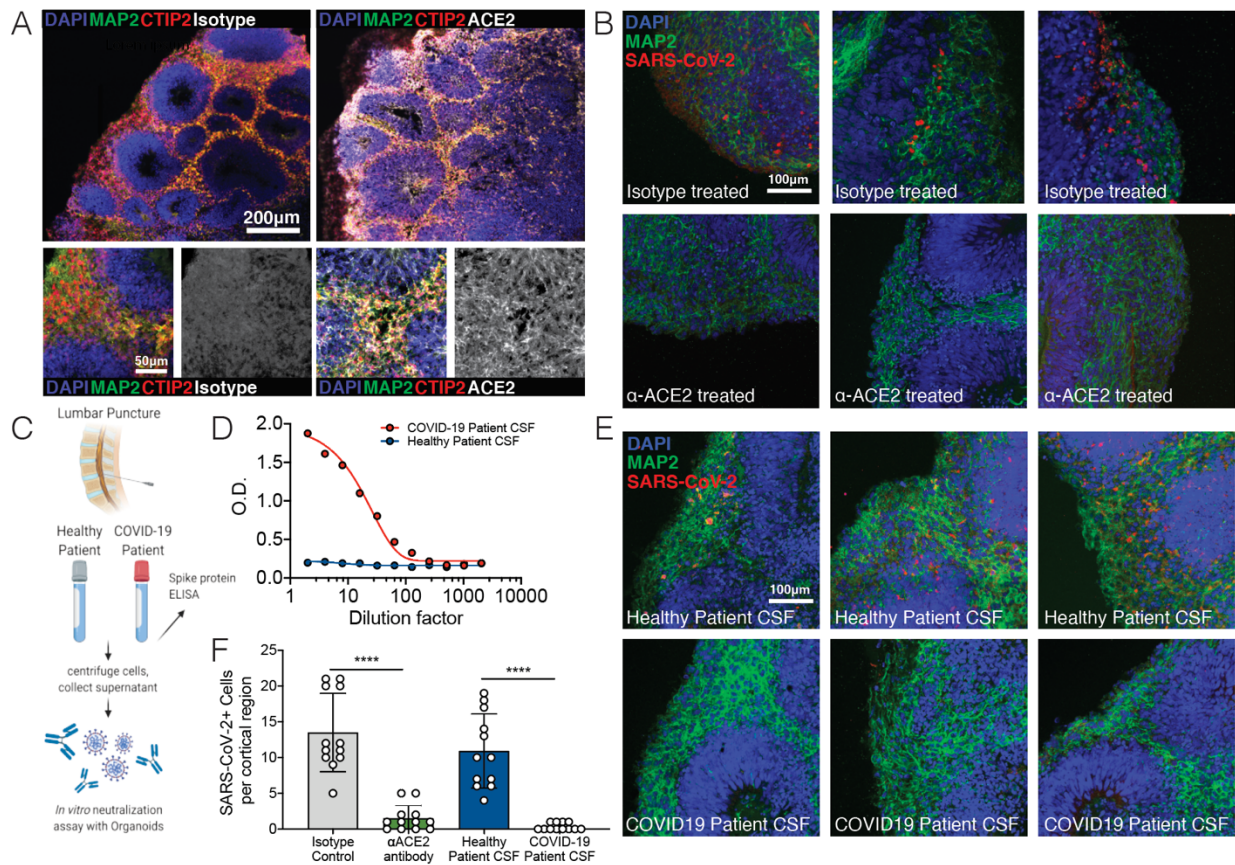 A
DAPI MAP2 CTIP2 Isotype
200µm
DAPI MAP2 CTIP2 ACE2
50µm
DAPI MAP2 CTIP2 Isotype
DAPI MAP2 CTIP2 ACE2
B
DAPI
MAP2
SARS-CoV-2
Isotype treated
100µm
Isotype treated
Isotype treated
α-ACE2 treated
α-ACE2 treated
α-ACE2 treated
C
Lumbar Puncture
Healthy
Patient
COVID-19
Patient
Spike protein
ELISA
centrifuge cells,
collect supernatant
In vitro neutralization
assay with Organoids
D
COVID-19 Patient CSF
Healthy Patient CSF
O.D.
2.0
1.5
1.0
0.5
0.0
1
10
100
1000
10000
Dilution factor
E
DAPI
MAP2
SARS-CoV-2
100µm
Healthy Patient CSF
Healthy Patient CSF
Healthy Patient CSF
COVID19 Patient CSF
COVID19 Patient CSF
COVID19 Patient CSF
F
SARS-CoV-2+ Cells
per cortical region
25
20
15
10
5
0
****
****
Isotype
Control
αACE2
antibody
Healthy
Patient CSF
COVID-19
Patient CSF